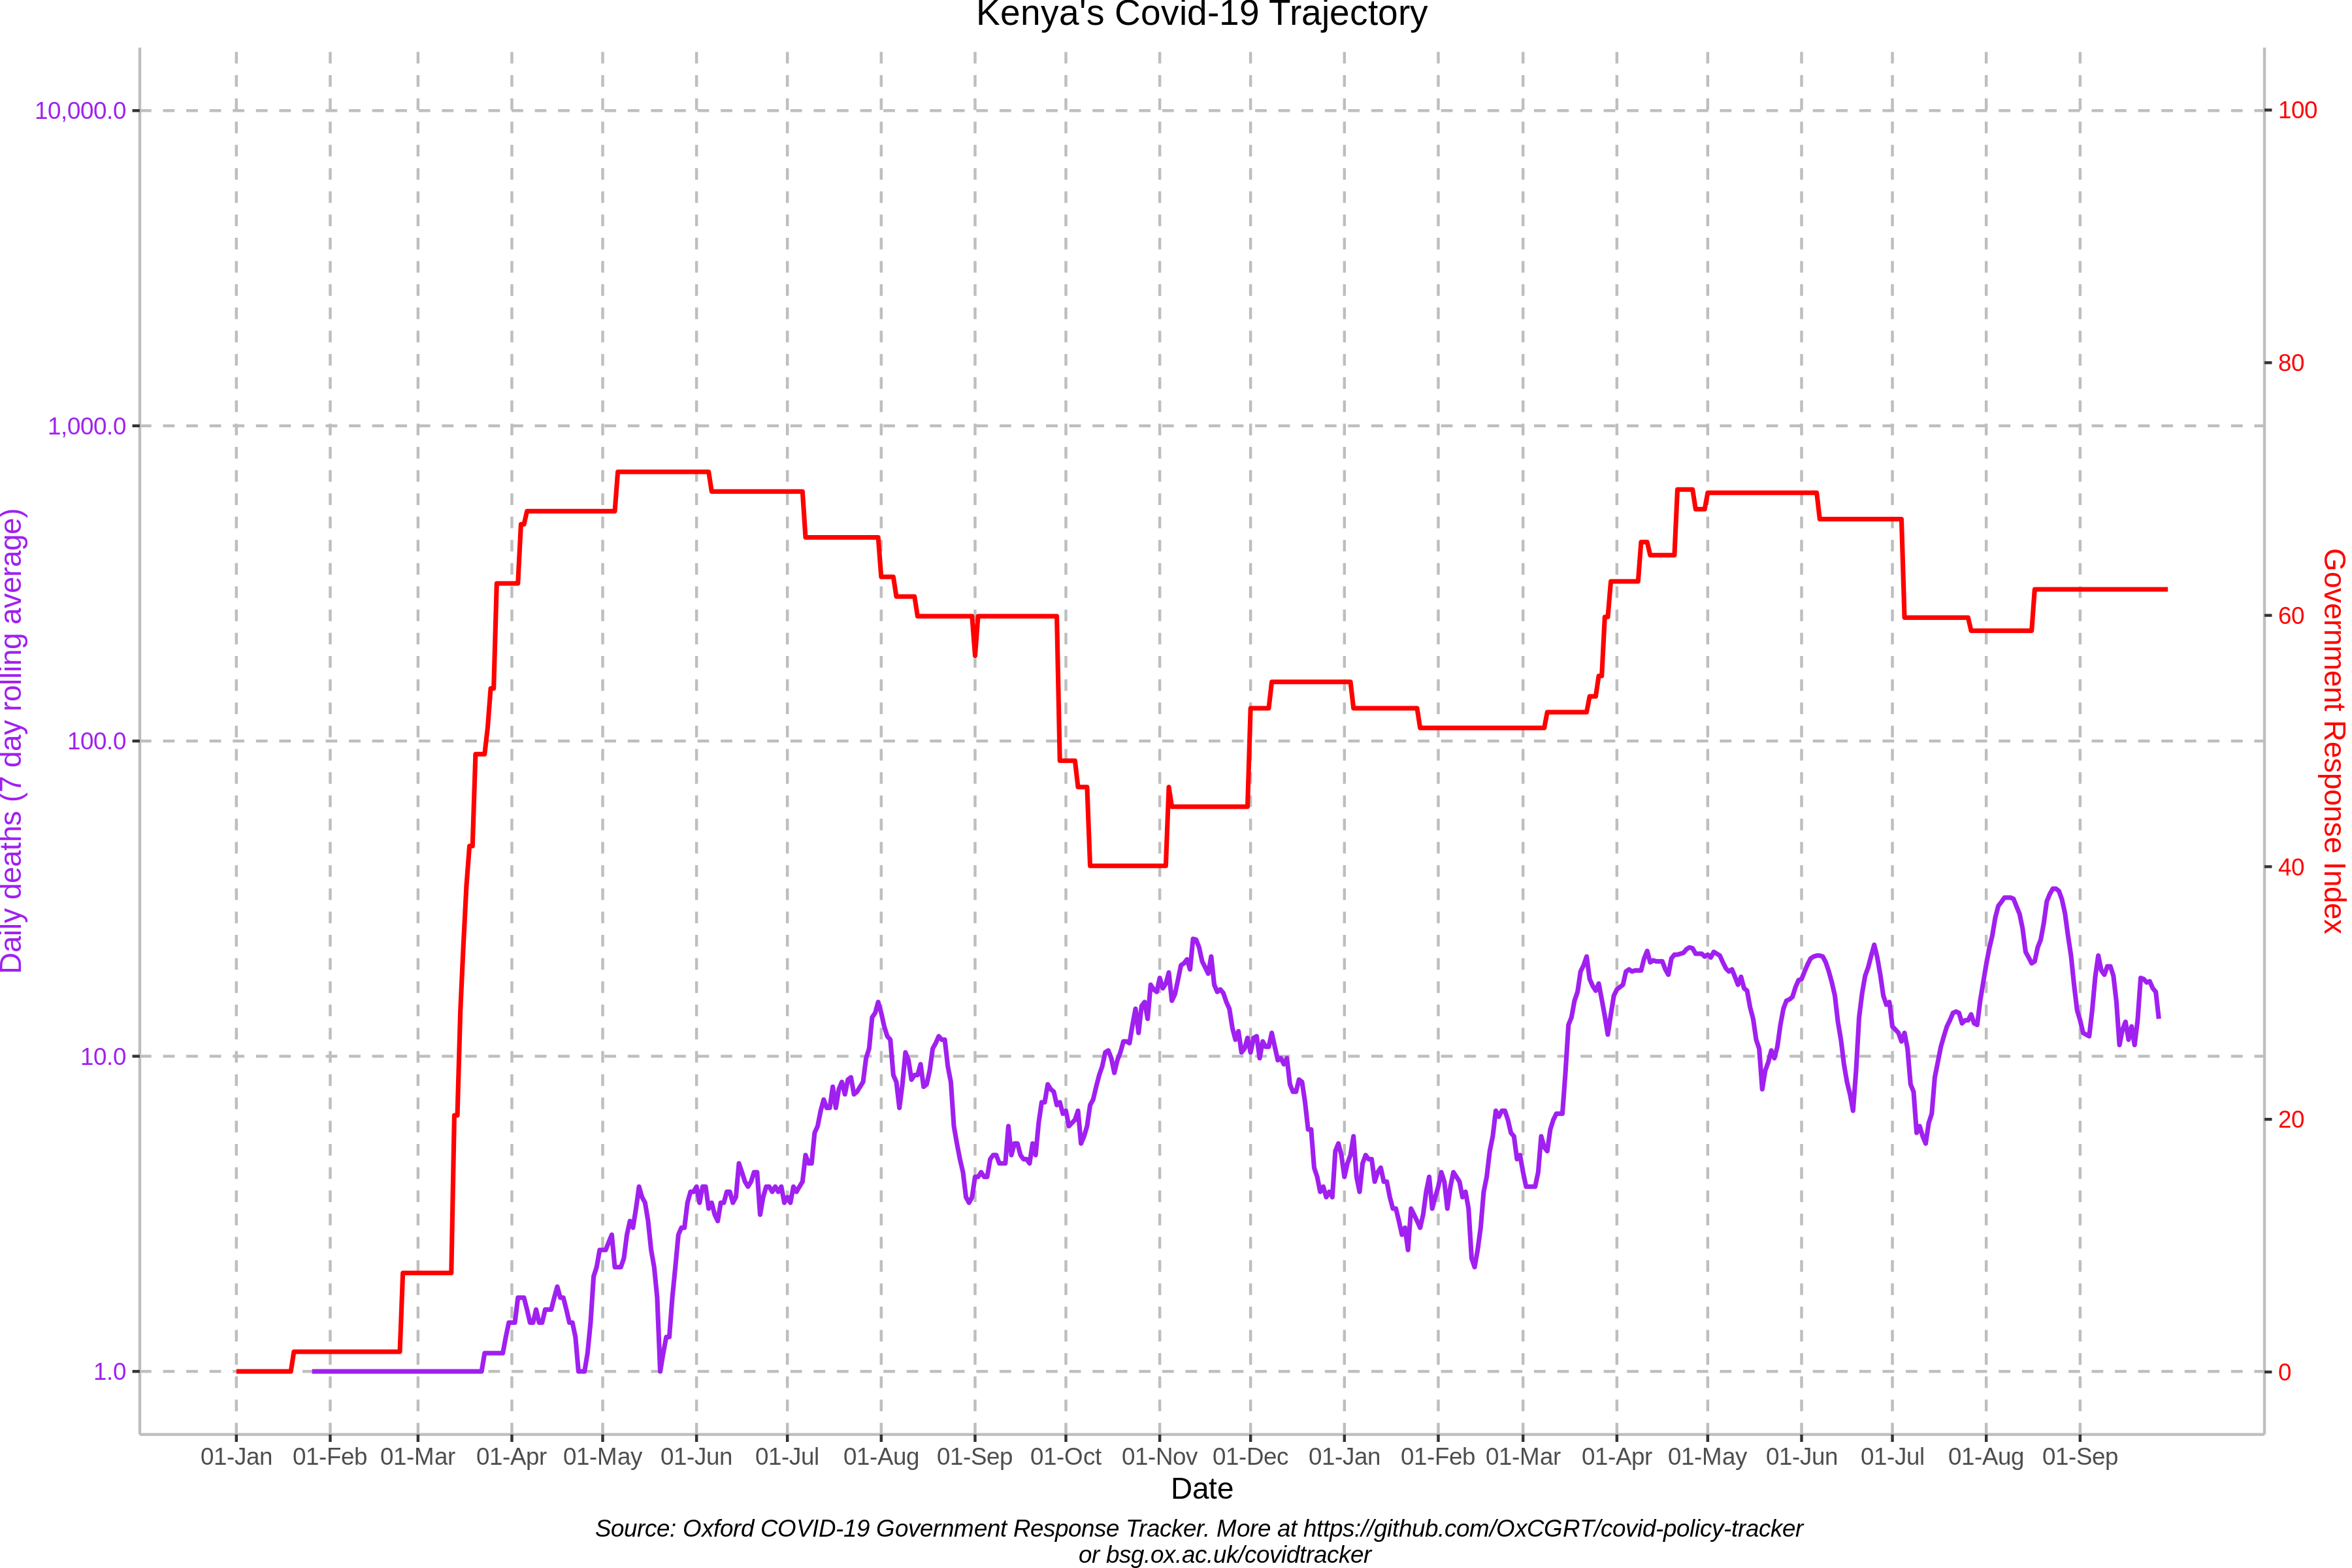 Kenya's Covid-19 Trajectory
10,000.0
1,000.0
100.0
10.0
1.0
Daily deaths (7 day rolling average)
100
80
60
40
20
0
Government Response Index
01-Jan 01-Feb 01-Mar 01-Apr 01-May 01-Jun 01-Jul 01-Aug 01-Sep 01-Oct 01-Nov 01-Dec 01-Jan 01-Feb 01-Mar 01-Apr 01-May 01-Jun 01-Jul 01-Aug 01-Sep
Date
Source: Oxford COVID-19 Government Response Tracker. More at https://github.com/OxCGRT/covid-policy-tracker
or bsg.ox.ac.uk/covidtracker